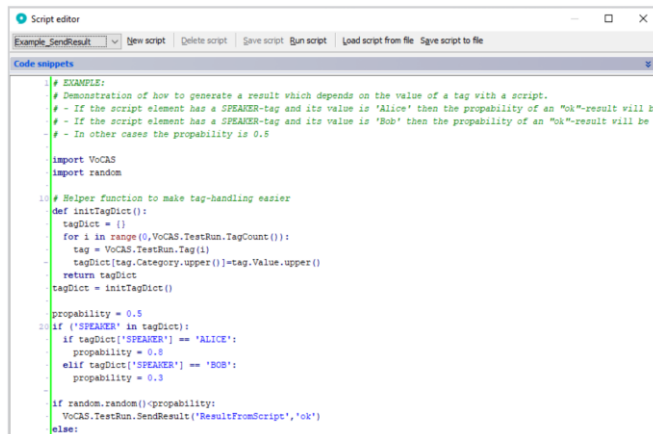 Script editor
Example_SendResult New script Delete script Save script Run script Load script from file Save script to file
Code snippets
1 # EXAMPLE:
# Demonstration of how to generate a result which depends on the value of a tag with a script.
# - If the script element has a SPEAKER-tag and its value is 'Alice' then the propability of an "ok"-result will b
# - If the script element has a SPEAKER-tag and its value is 'Bob' then the propability of an "ok"-result will be
# - In other cases the propability is 0.5
import VoCAS
import random
10 # Helper function to make tag-handling easier
def initTagDict():
tagDict = {}
for i in range(0,VoCAS.TestRun.TagCount()):
tag = VoCAS.TestRun.Tag(i)
tagDict[tag.Category.upper()]=tag.Value.upper()
return tagDict
tagDict = initTagDict()
propability = 0.5
20 if ('SPEAKER' in tagDict):
if tagDict['SPEAKER'] == 'ALICE':
propability = 0.8
elif tagDict['SPEAKER'] == 'BOB':
propability = 0.3
if random.random()<propability:
VoCAS.TestRun.SendResult('ResultFromScript','ok')
else: